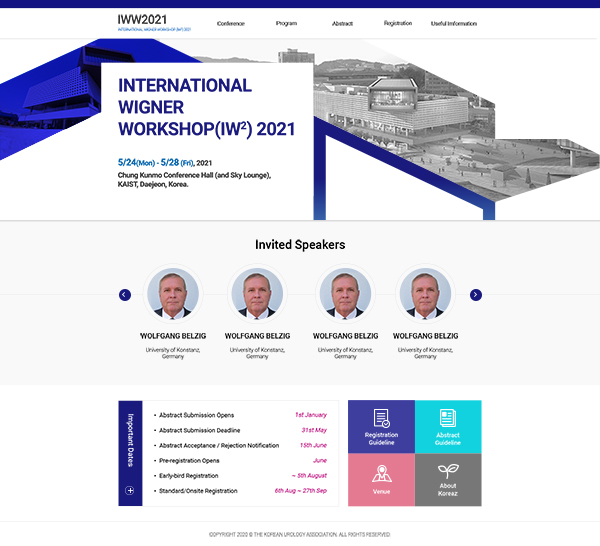 IWW2021
INTERNATIONAL WIGNER WORKSHOP (IW²) 2021
Conference
Program
Abstract
Registration
Useful Information
INTERNATIONAL
WIGNER
WORKSHOP(IW²) 2021
5/24(Mon) - 5/28 (Fri), 2021
Chung Kunmo Conference Hall (and Sky Lounge),
KAIST, Daejeon, Korea.
Invited Speakers
WOLFGANG BELZIG
University of Konstanz,
Germany
WOLFGANG BELZIG
University of Konstanz,
Germany
WOLFGANG BELZIG
University of Konstanz,
Germany
WOLFGANG BELZIG
University of Konstanz,
Germany
Important Dates
• Abstract Submission Opens 1st January
• Abstract Submission Deadline 31st May
• Abstract Acceptance / Rejection Notification 15th June
• Pre-registration Opens June
• Early-bird Registration ~ 5th August
• Standard/Onsite Registration 6th Aug ~ 27th Sep
Registration
Guideline
Abstract
Guideline
Venue
About
Koreaz
COPYRIGHT 2020 © THE KOREAN UROLOGY ASSOCIATION. ALL RIGHTS RESERVED.